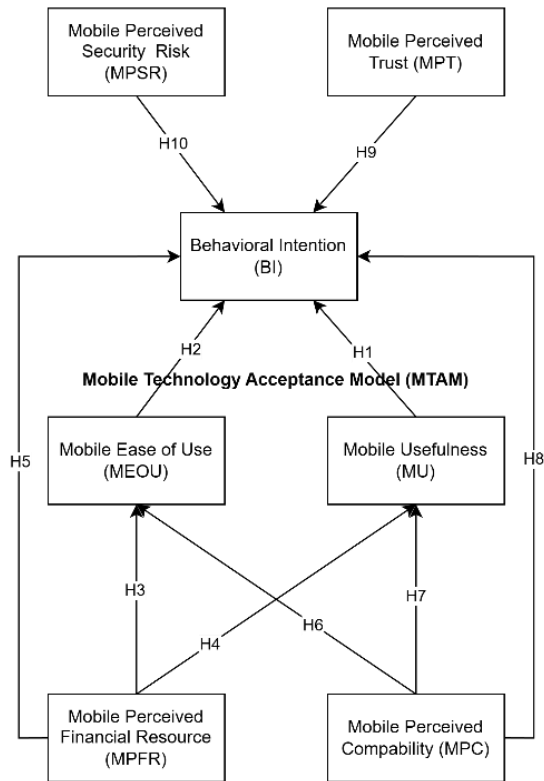 Mobile Perceived
Security Risk
(MPSR)
Mobile Perceived
Trust (MPT)
H10
H9
Behavioral Intention
(BI)
H2
H1
Mobile Technology Acceptance Model (MTAM)
Mobile Ease of Use
(MEOU)
Mobile Usefulness
(MU)
H5
H8
H3
H7
H4
H6
Mobile Perceived
Financial Resource
(MPFR)
Mobile Perceived
Compability (MPC)